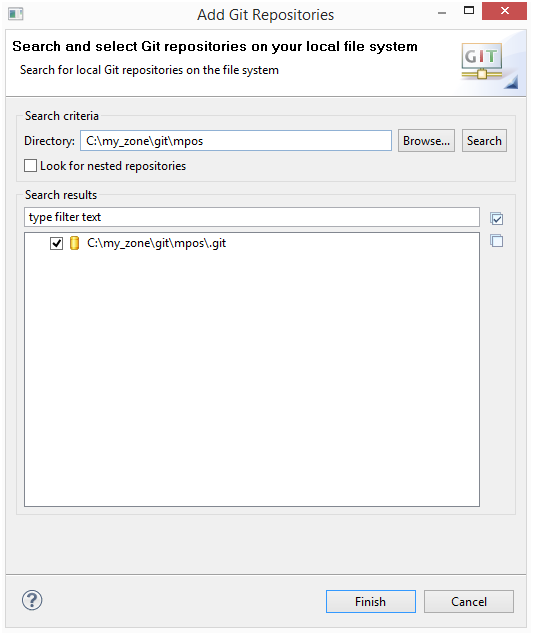 Add Git Repositories
Search and select Git repositories on your local file system
Search for local Git repositories on the file system
GIT
Search criteria
Directory: C:\my_zone\git\mpos Browse... Search
Look for nested repositories
Search results
type filter text
C:\my_zone\git\mpos\.git
? Finish Cancel